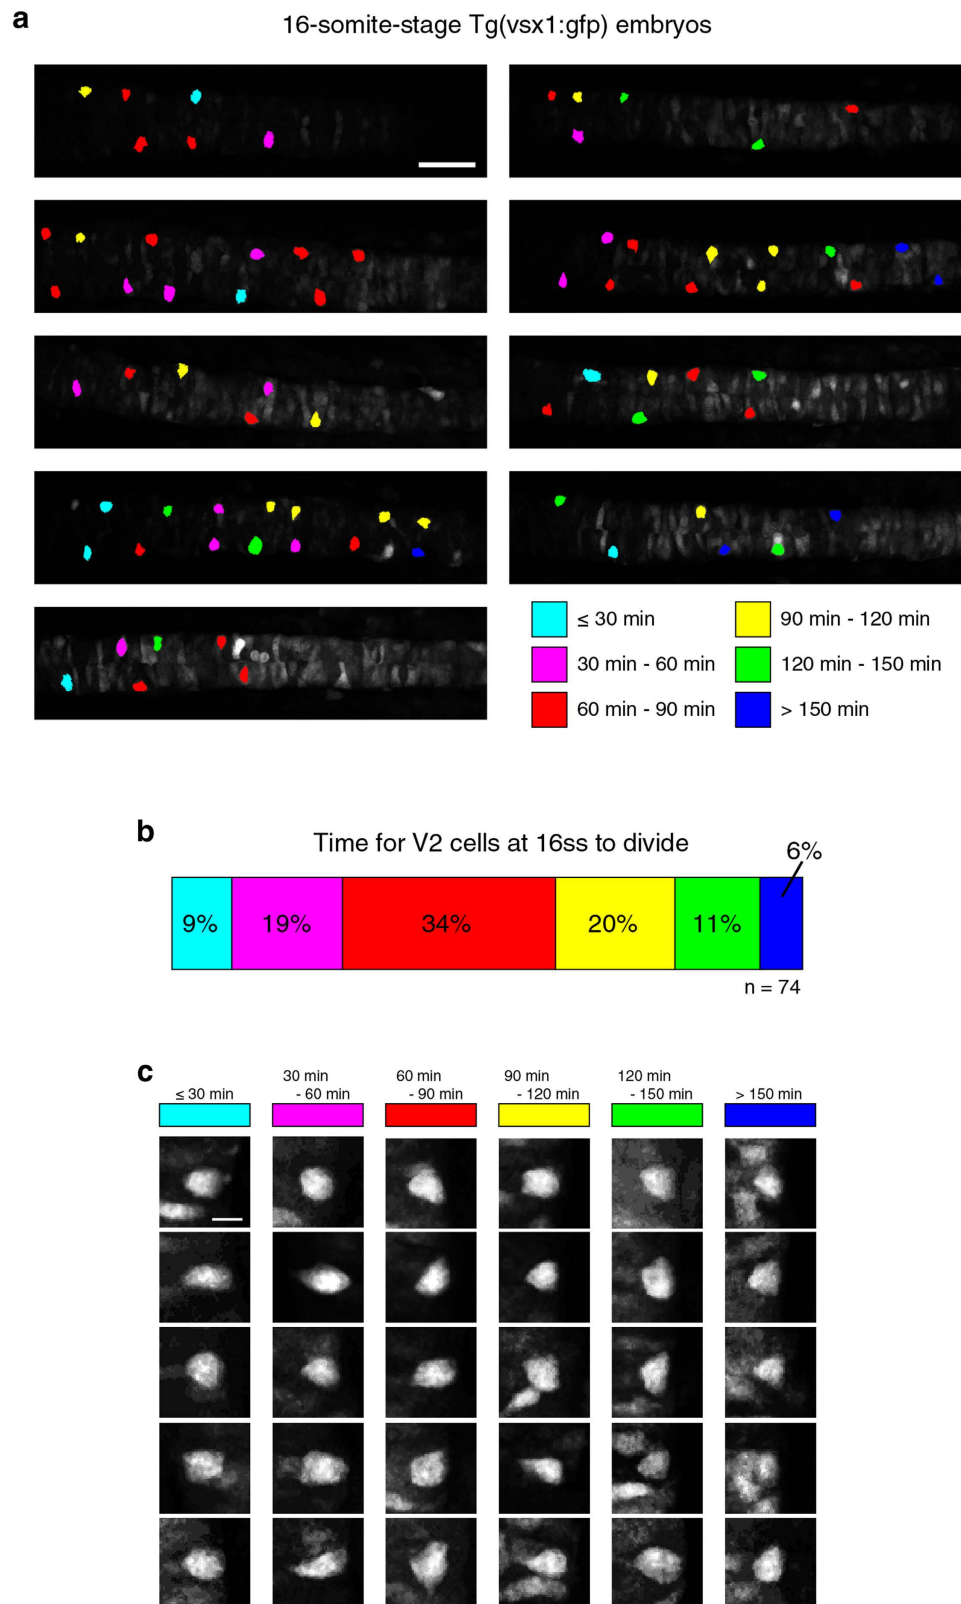 a
16-somite-stage Tg(vsx1:gfp) embryos
≤ 30 min
90 min - 120 min
30 min - 60 min
120 min - 150 min
60 min - 90 min
> 150 min
b
Time for V2 cells at 16ss to divide
6%
9%
19%
34%
20%
11%
n = 74
c
≤ 30 min
30 min
- 60 min
60 min
- 90 min
90 min
- 120 min
120 min
- 150 min
> 150 min